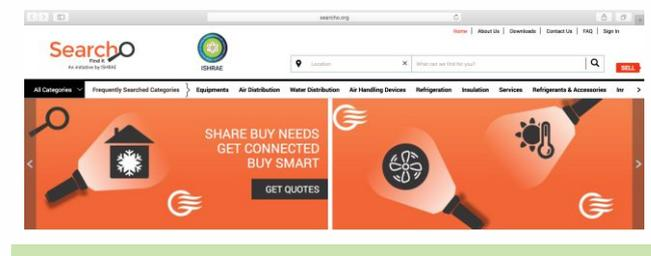 searcho.org
Home | About Us | Downloads | Contact Us | FAQ | Sign In
SearchO
Find it
An initiative by ISHRAE
ISHRAE
Location
What can we find for you?
SELL
All Categories
Frequently Searched Categories
Equipments
Air Distribution
Water Distribution
Air Handling Devices
Refrigeration
Insulation
Services
Refrigerants & Accessories
Inr
SHARE BUY NEEDS
GET CONNECTED
BUY SMART
GET QUOTES